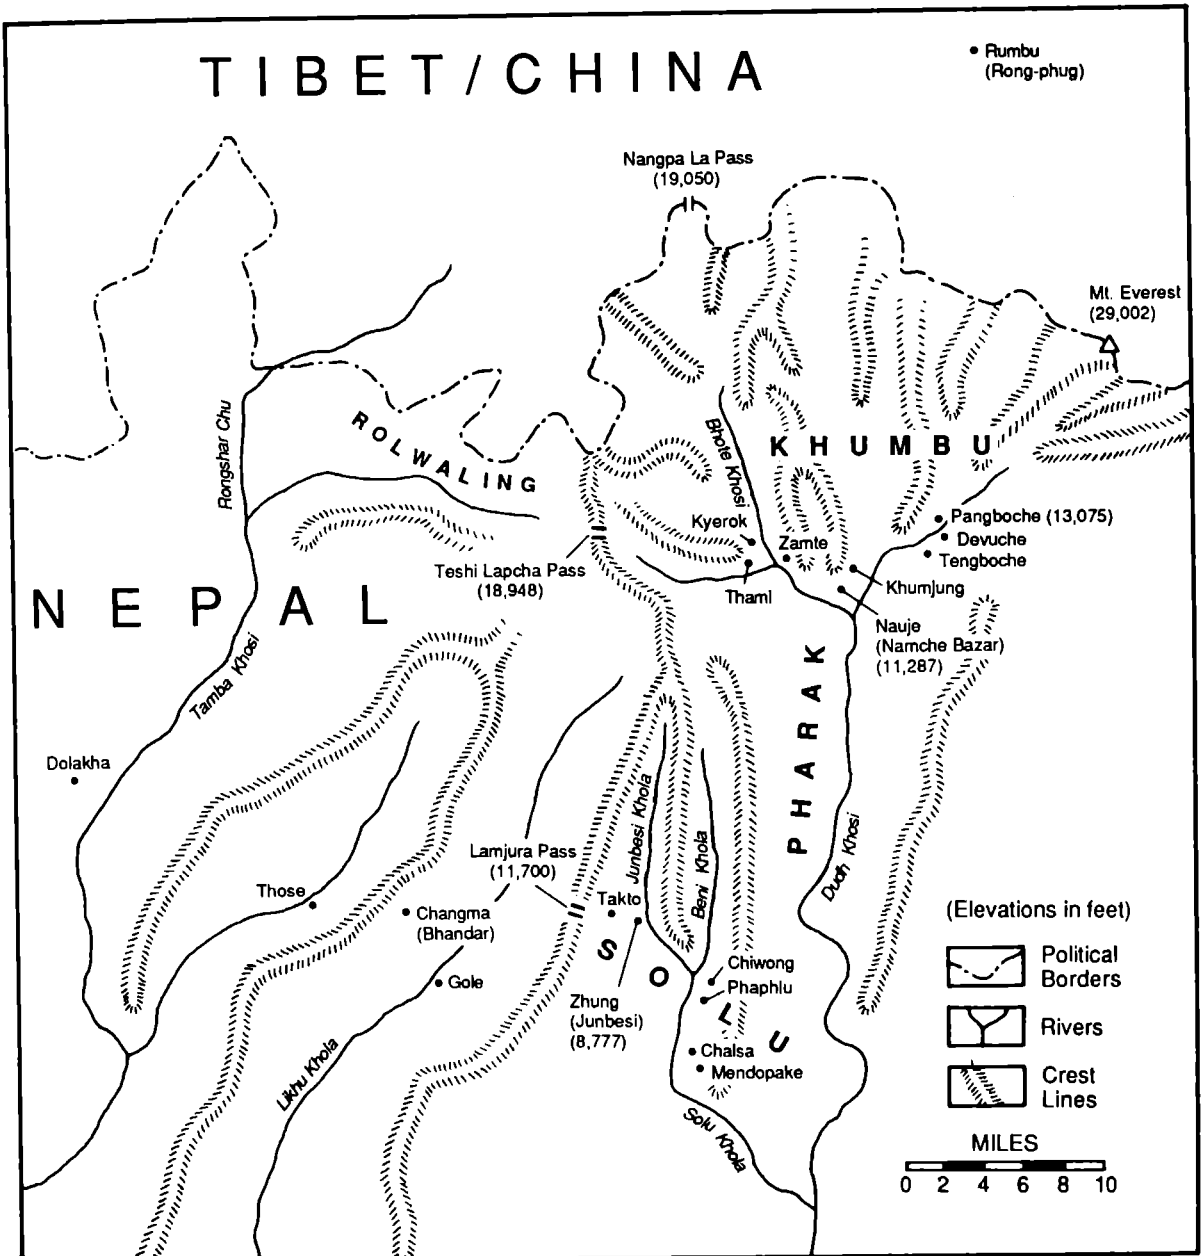 TIBET/CHINA
Rumbu
(Rong-phug)
Nangpa La Pass
(19,050)
Mt. Everest
(29,002)
Rongshar Chu
ROLWALING
Bhote Khosi
KHUMBU
Kyerok
Zamte
Pangboche (13,075)
Devuche
Tengboche
Teshi Lapcha Pass
(18,948)
Thami
Khumjung
NEPAL
Nauje
(Namche Bazar)
(11,287)
Tamba Khosi
PHARAK
Dolakha
Junbesi Khola
Beni Khola
Dudh Khosi
Lamjura Pass
(11,700)
Those
Changma
(Bhandar)
Takto
Gole
SOLU
Chiwong
Phaphlu
Zhung
(Junbesi)
(8,777)
Chalsa
Mendopake
Likhu Khola
Solu Khola
(Elevations in feet)
Political
Borders
Rivers
Crest
Lines
MILES
0 2 4 6 8 10